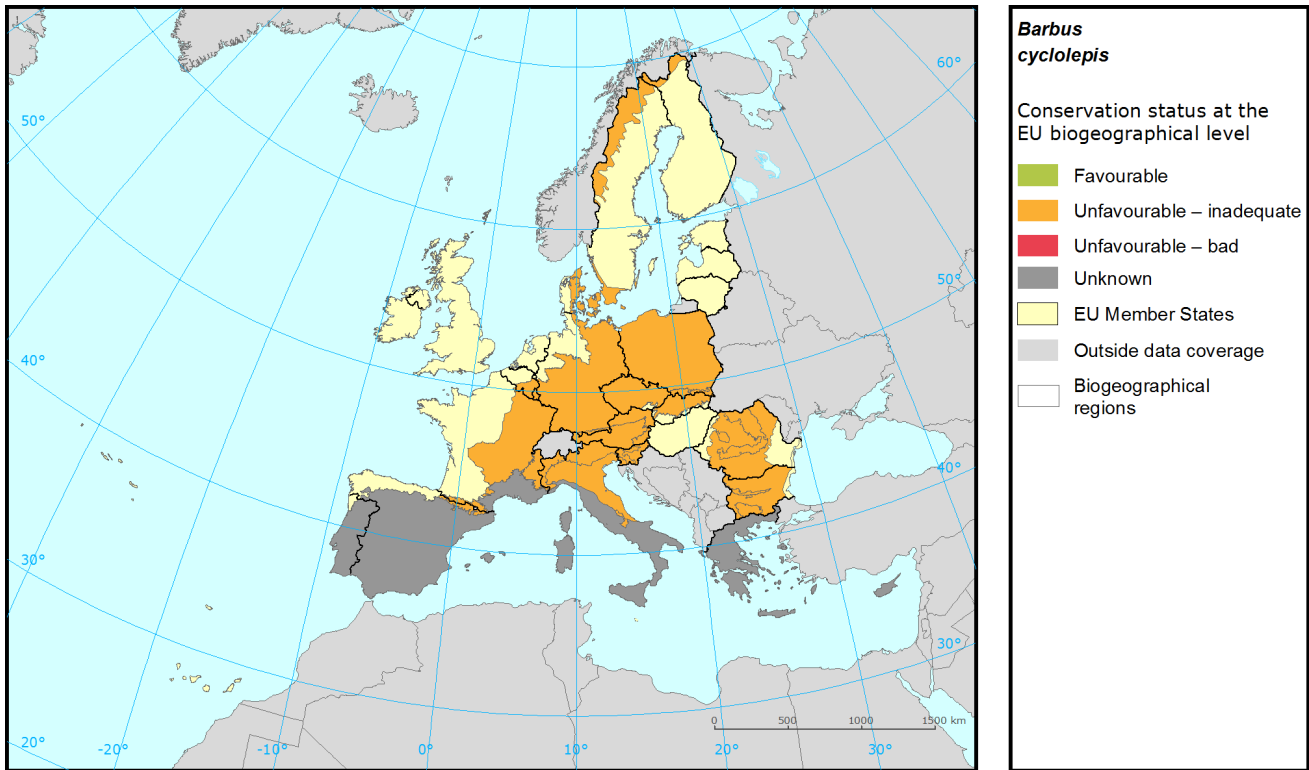 Barbus
cyclolepis
Conservation status at the
EU biogeographical level
Favourable
Unfavourable – inadequate
Unfavourable – bad
Unknown
EU Member States
Outside data coverage
Biogeographical
regions
60°
50°
50°
40°
40°
30°
30°
0 500 1000 1500 km
20° -20° -10° 0° 10° 20° 30°